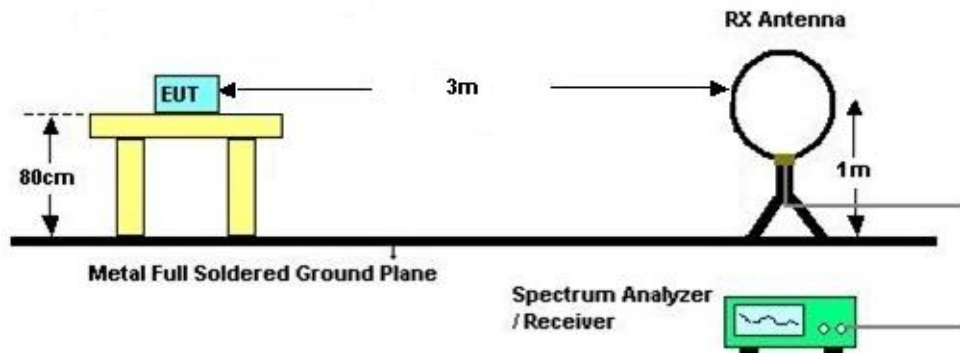 RX Antenna
EUT
3m
80cm
1m
Metal Full Soldered Ground Plane
Spectrum Analyzer
/ Receiver